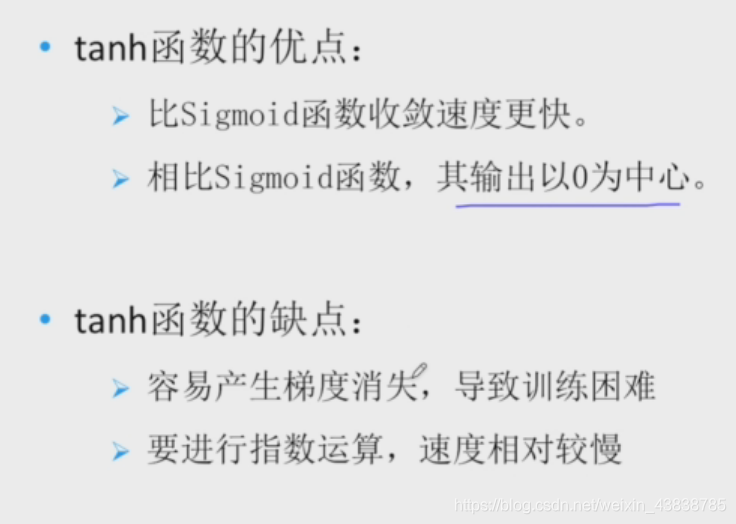 • tanh函数的优点：
➢ 比Sigmoid函数收敛速度更快。
➢ 相比Sigmoid函数，其输出以0为中心。
• tanh函数的缺点：
➢ 容易产生梯度消失，导致训练困难
➢ 要进行指数运算，速度相对较慢
https://blog.csdn.net/weixin_43838785